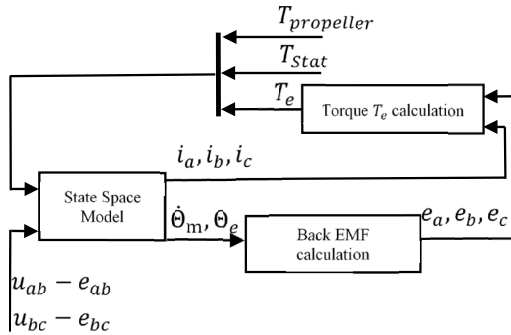 T_propeller
T_Stat
T_e
Torque T_e calculation
i_a, i_b, i_c
State Space
Model
Θ̇_m, Θ_e
Back EMF
calculation
e_a, e_b, e_c
u_ab − e_ab
u_bc − e_bc